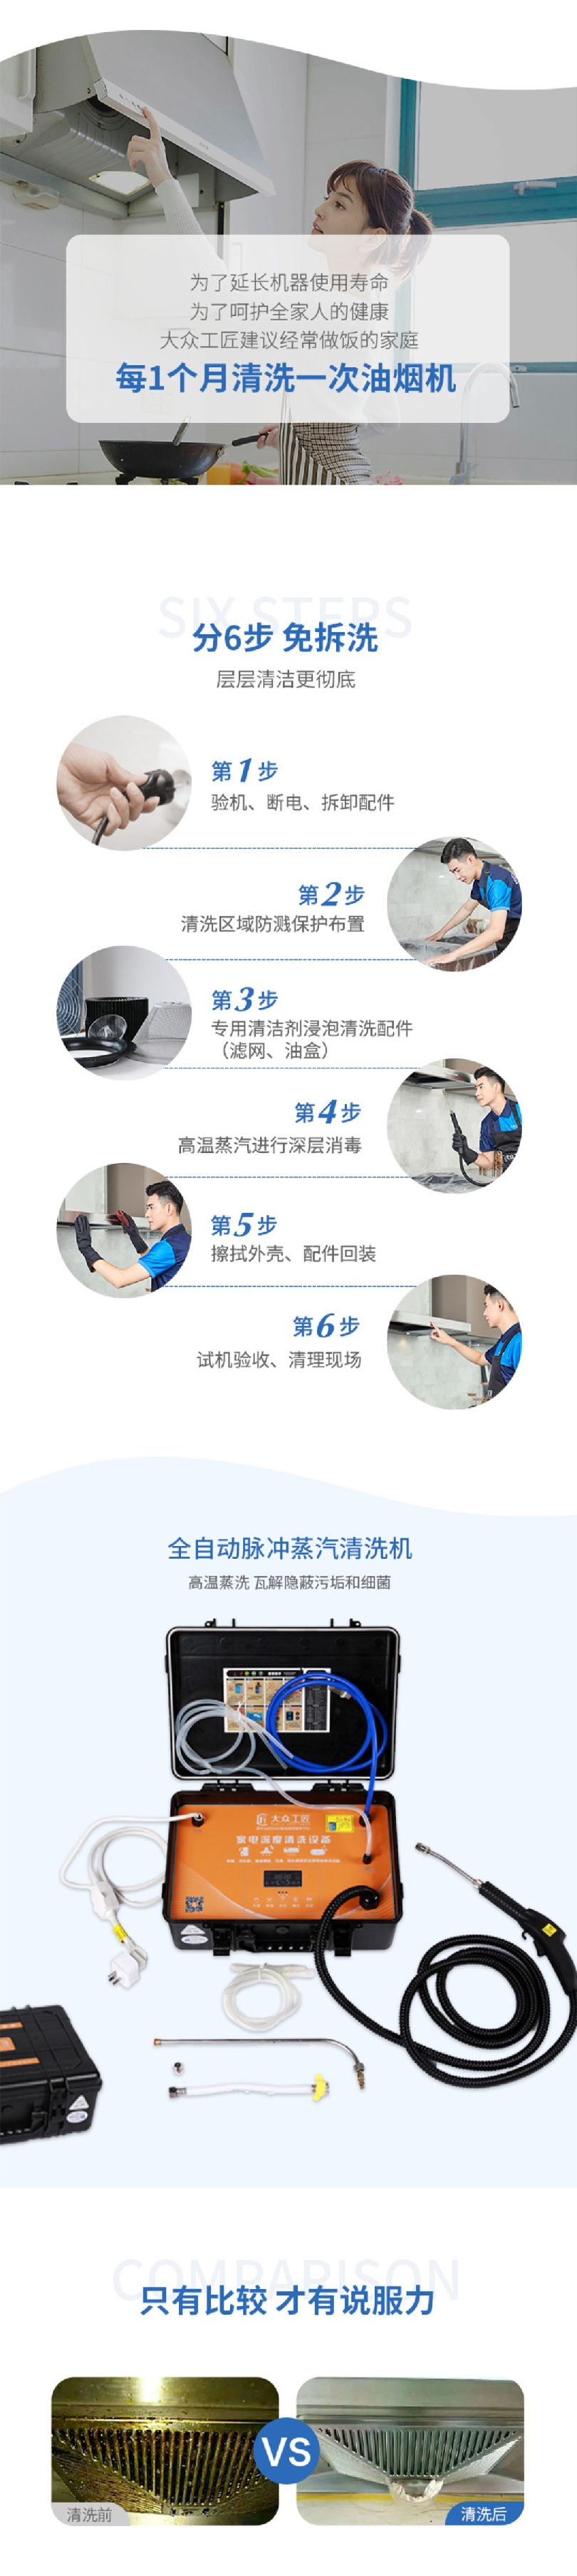 为了延长机器使用寿命
为了呵护全家人的健康
大众工匠建议经常做饭的家庭
每1个月清洗一次油烟机
SIX STEPS
分6步 免拆洗
层层清洁更彻底
第1步
验机、断电、拆卸配件
第2步
清洗区域防溅保护布置
第3步
专用清洁剂浸泡清洗配件
（滤网、油盒）
第4步
高温蒸汽进行深层消毒
第5步
擦拭外壳、配件回装
第6步
试机验收、清理现场
全自动脉冲蒸汽清洗机
高温蒸洗 瓦解隐蔽污垢和细菌
大众工匠
家电深度清洗设备
COMPARISON
只有比较 才有说服力
VS
清洗前
清洗后